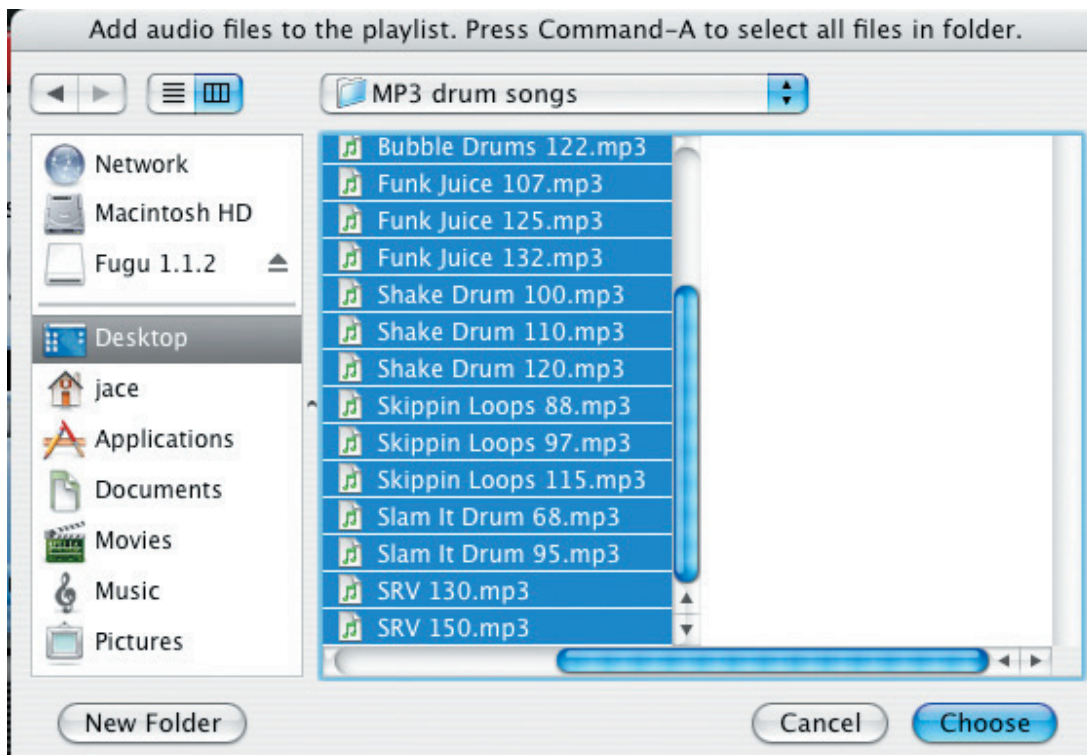 Add audio files to the playlist. Press Command-A to select all files in folder.
MP3 drum songs
Network
Macintosh HD
Fugu 1.1.2
Desktop
jace
Applications
Documents
Movies
Music
Pictures
Bubble Drums 122.mp3
Funk Juice 107.mp3
Funk Juice 125.mp3
Funk Juice 132.mp3
Shake Drum 100.mp3
Shake Drum 110.mp3
Shake Drum 120.mp3
Skippin Loops 88.mp3
Skippin Loops 97.mp3
Skippin Loops 115.mp3
Slam It Drum 68.mp3
Slam It Drum 95.mp3
SRV 130.mp3
SRV 150.mp3
New Folder
Cancel
Choose